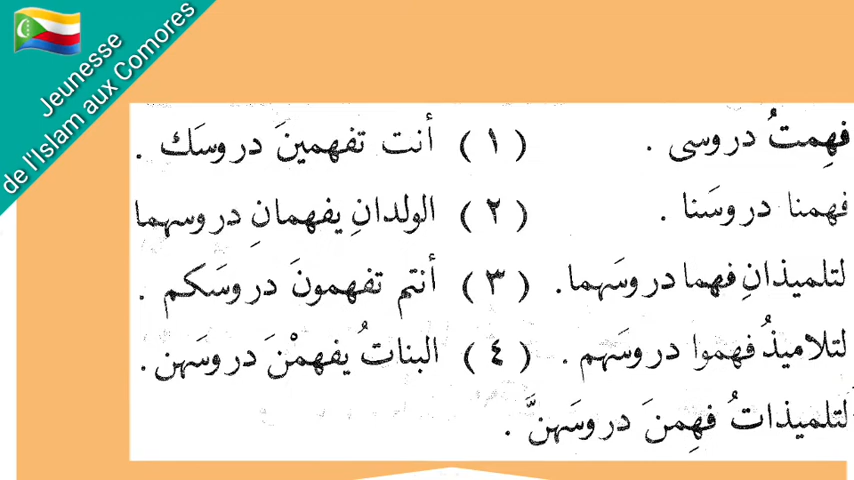 Jeunesse
de l'Islam aux Comores
فهِمتُ دروسى .
( ١ ) أنت تفهمينَ دروسَك .
فهمنا دروسَنا .
( ٢ ) الولدانِ يفهمانِ دروسهما
لتلميذانِ فهما دروسَهما .
( ٣ ) أنتم تفهمونَ دروسَكم .
لتلاميذُ فهموا دروسَهم .
( ٤ ) البناتُ يفهمْنَ دروسَهن .
لتلميذاتُ فهِمنَ دروسَهنَّ .